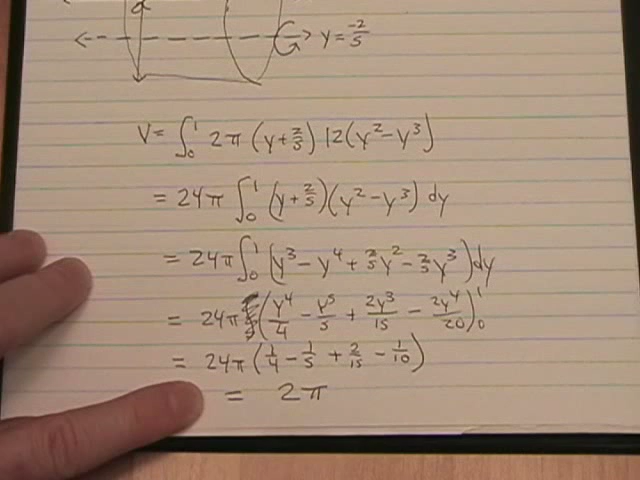 y = -2/5
V = ∫₀¹ 2π (y + 2/5) 12(y² - y³)
= 24π ∫₀¹ (y + 2/5)(y² - y³) dy
= 24π ∫₀¹ (y³ - y⁴ + 2/5 y² - 2/5 y³) dy
= 24π (y⁴/4 - y⁵/5 + 2y³/15 - 2y⁴/20)₀¹
= 24π (1/4 - 1/5 + 2/15 - 1/10)
= 2π